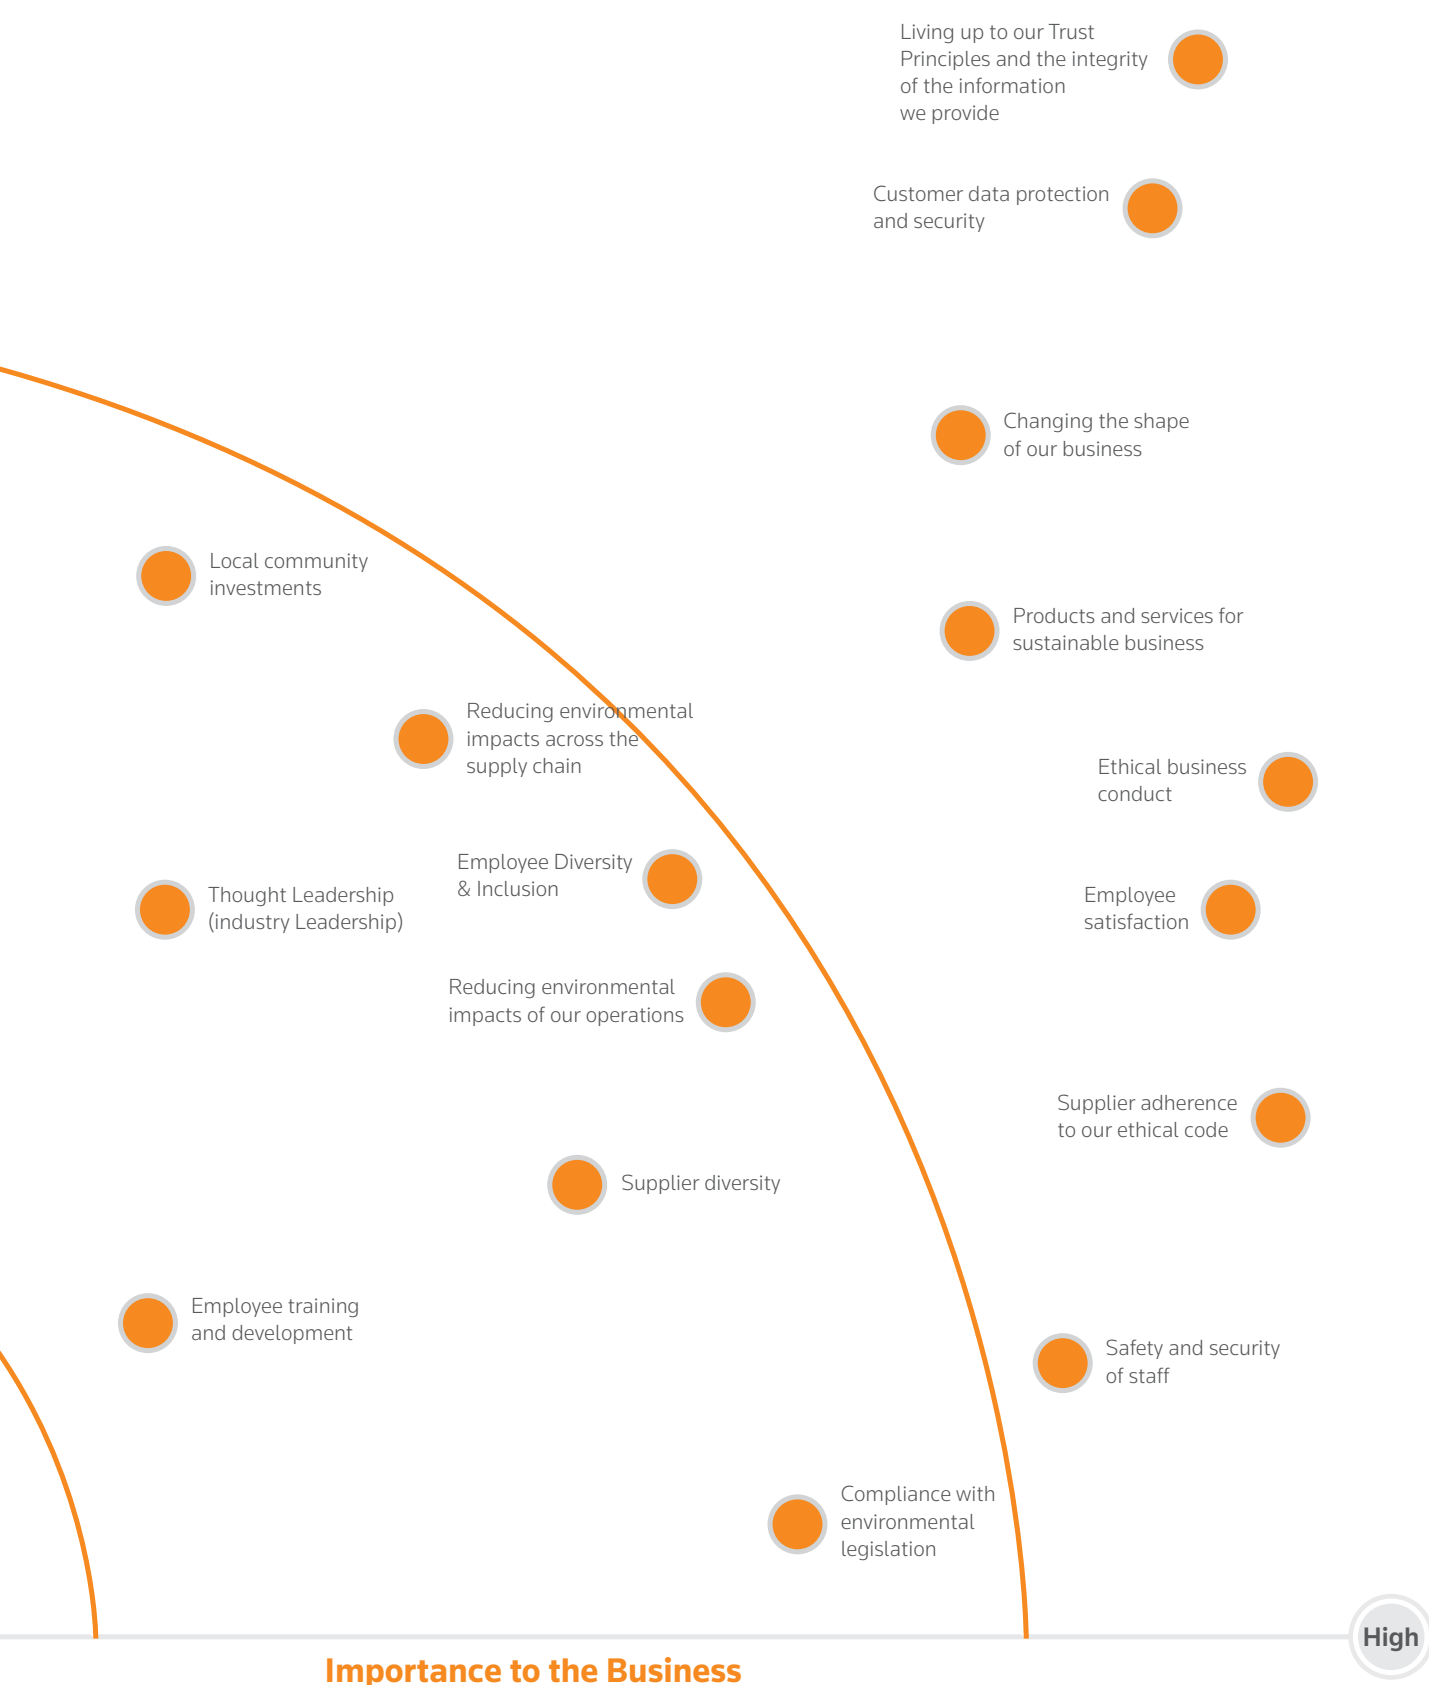 Living up to our Trust
Principles and the integrity
of the information
we provide
Customer data protection
and security
Changing the shape
of our business
Local community
investments
Products and services for
sustainable business
Reducing environmental
impacts across the
supply chain
Ethical business
conduct
Employee Diversity
& Inclusion
Thought Leadership
(industry Leadership)
Employee
satisfaction
Reducing environmental
impacts of our operations
Supplier adherence
to our ethical code
Supplier diversity
Employee training
and development
Safety and security
of staff
Compliance with
environmental
legislation
High
Importance to the Business